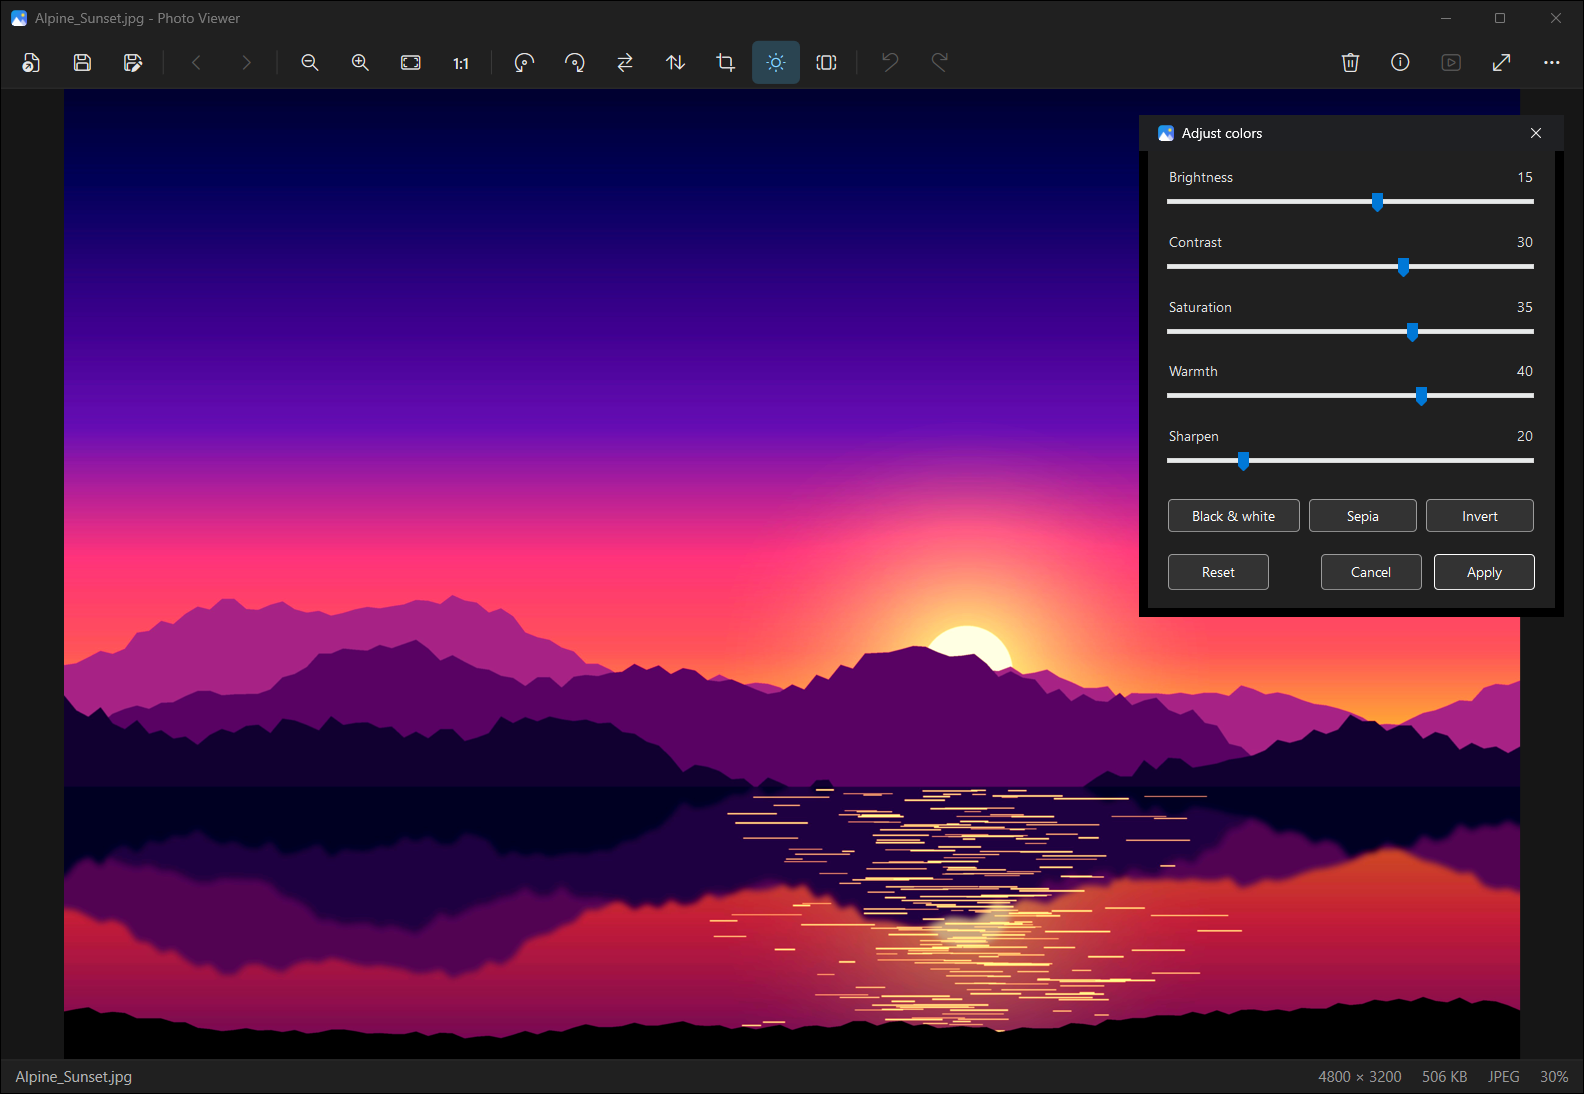 Alpine_Sunset.jpg - Photo Viewer
1:1
Adjust colors
Brightness 15
Contrast 30
Saturation 35
Warmth 40
Sharpen 20
Black & white Sepia Invert
Reset Cancel Apply
Alpine_Sunset.jpg 4800 × 3200 506 KB JPEG 30%